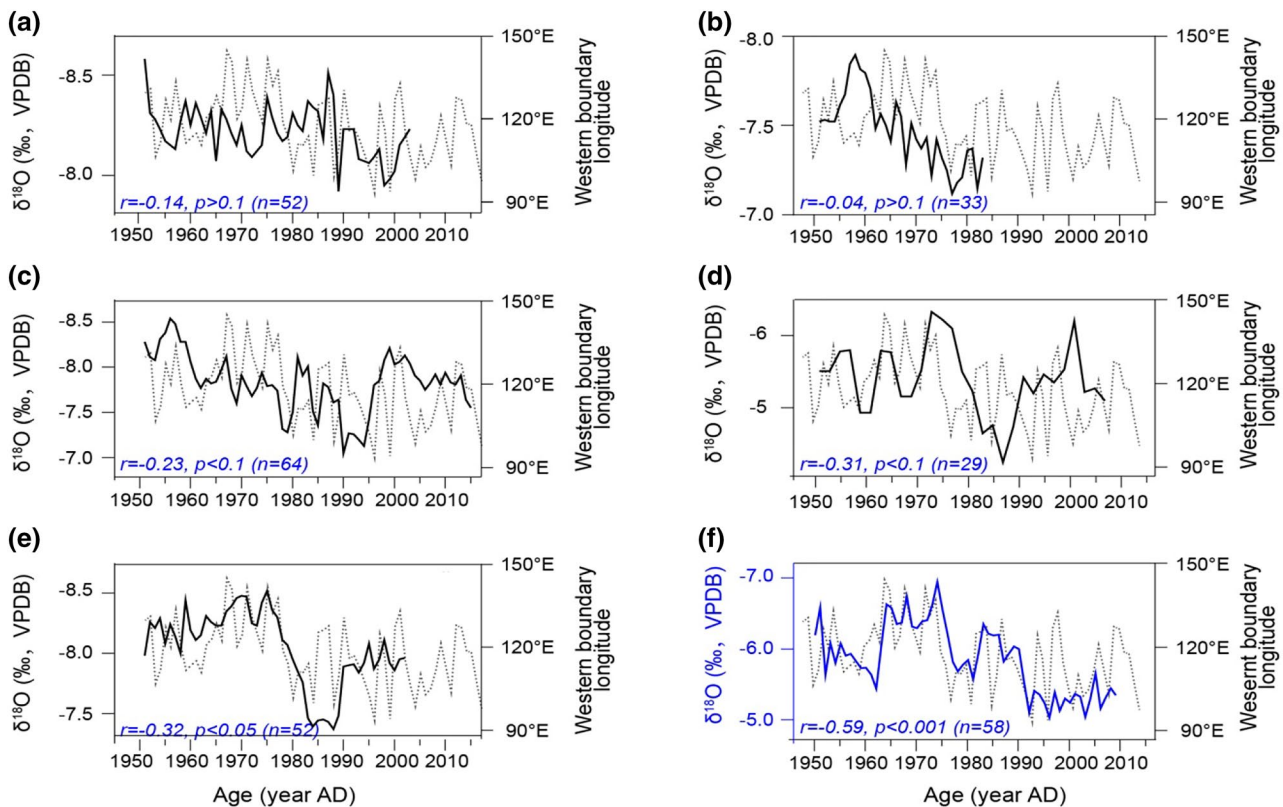 (a)
δ¹⁸O (‰, VPDB)
-8.5
-8.0
150°E
120°E
90°E
Western boundary
longitude
r=-0.14, p>0.1 (n=52)
1950 1960 1970 1980 1990 2000 2010
(b)
δ¹⁸O (‰, VPDB)
-8.0
-7.5
-7.0
150°E
120°E
90°E
Western boundary
longitude
r=-0.04, p>0.1 (n=33)
1950 1960 1970 1980 1990 2000 2010
(c)
δ¹⁸O (‰, VPDB)
-8.5
-8.0
-7.5
-7.0
150°E
120°E
90°E
Western boundary
longitude
r=-0.23, p<0.1 (n=64)
1950 1960 1970 1980 1990 2000 2010
(d)
δ¹⁸O (‰, VPDB)
-6
-5
150°E
120°E
90°E
Western boundary
longitude
r=-0.31, p<0.1 (n=29)
1950 1960 1970 1980 1990 2000 2010
(e)
δ¹⁸O (‰, VPDB)
-8.5
-8.0
-7.5
150°E
120°E
90°E
Western boundary
longitude
r=-0.32, p<0.05 (n=52)
1950 1960 1970 1980 1990 2000 2010
Age (year AD)
(f)
δ¹⁸O (‰, VPDB)
-7.0
-6.0
-5.0
150°E
120°E
90°E
Wesernt boundary
longitude
r=-0.59, p<0.001 (n=58)
1950 1960 1970 1980 1990 2000 2010
Age (year AD)